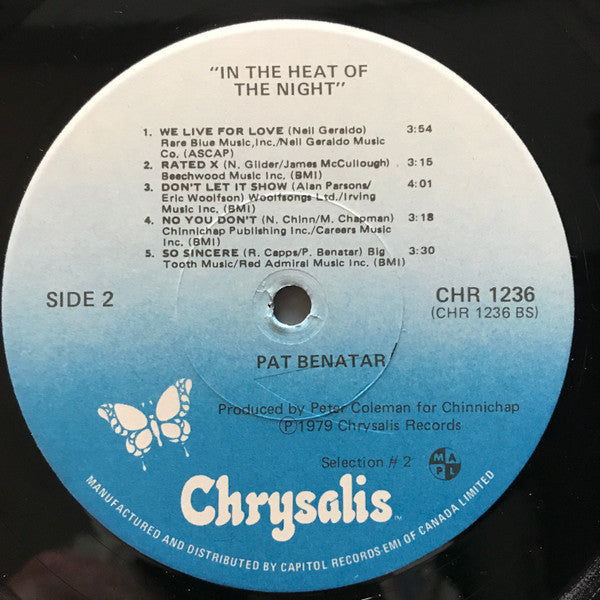 "IN THE HEAT OF
THE NIGHT"
1. WE LIVE FOR LOVE (Neil Geraldo) 3:54
Rare Blue Music,Inc./Neil Geraldo Music
Co. (ASCAP)
2. RATED X (N. Gilder/James McCullough) 3:15
Beechwood Music Inc. (BMI)
3. DON'T LET IT SHOW (Alan Parsons/ 4:01
Eric Woolfson) Woolfsongs Ltd./Irving
Music Inc. (BMI)
4. NO YOU DON'T (N. Chinn/M. Chapman) 3:18
Chinnichap Publishing Inc./Careers Music
Inc. (BMI)
5. SO SINCERE (R. Capps/P. Benatar) Big 3:30
Tooth Music/Red Admiral Music Inc. (BMI)
SIDE 2
CHR 1236
(CHR 1236 BS)
PAT BENATAR
Produced by Peter Coleman for Chinnichap
Ⓟ1979 Chrysalis Records
Selection # 2
M A
P L
Chrysalis™
MANUFACTURED AND DISTRIBUTED BY CAPITOL RECORDS-EMI OF CANADA LIMITED